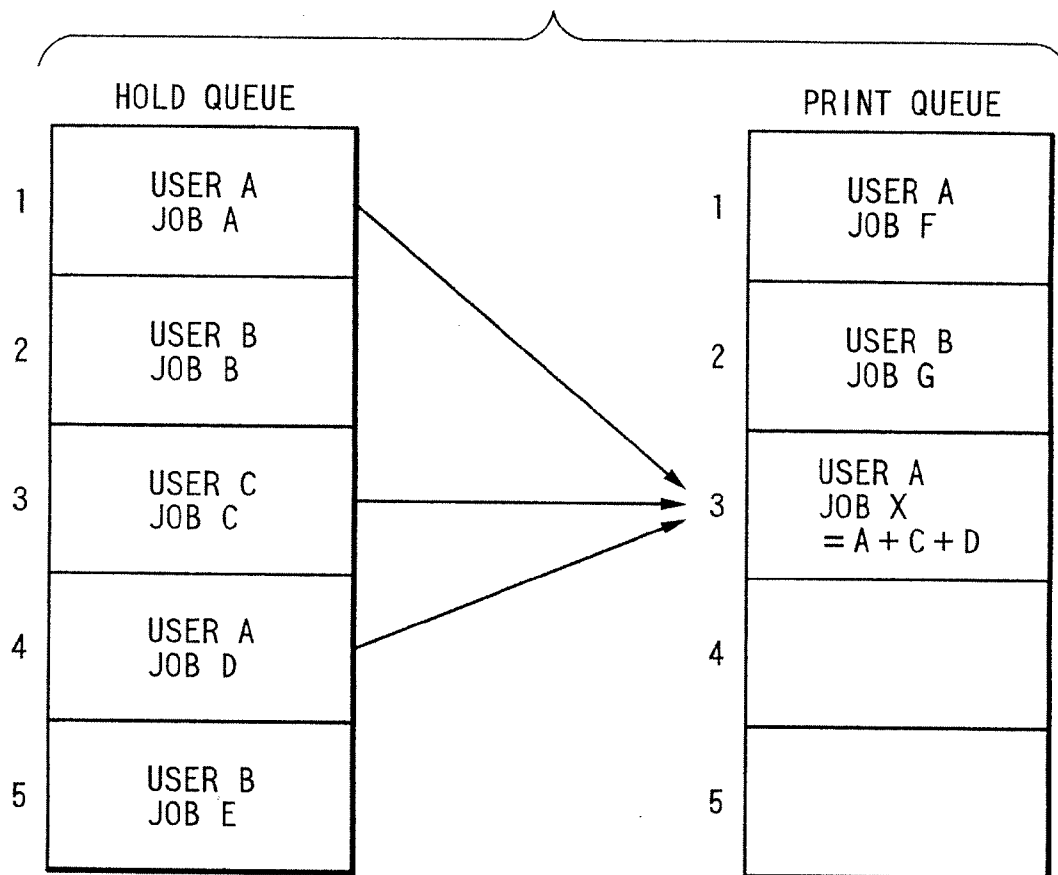 HOLD QUEUE
1
USER A
JOB A
2
USER B
JOB B
3
USER C
JOB C
4
USER A
JOB D
5
USER B
JOB E
PRINT QUEUE
1
USER A
JOB F
2
USER B
JOB G
3
USER A
JOB X
=A+C+D
4
5